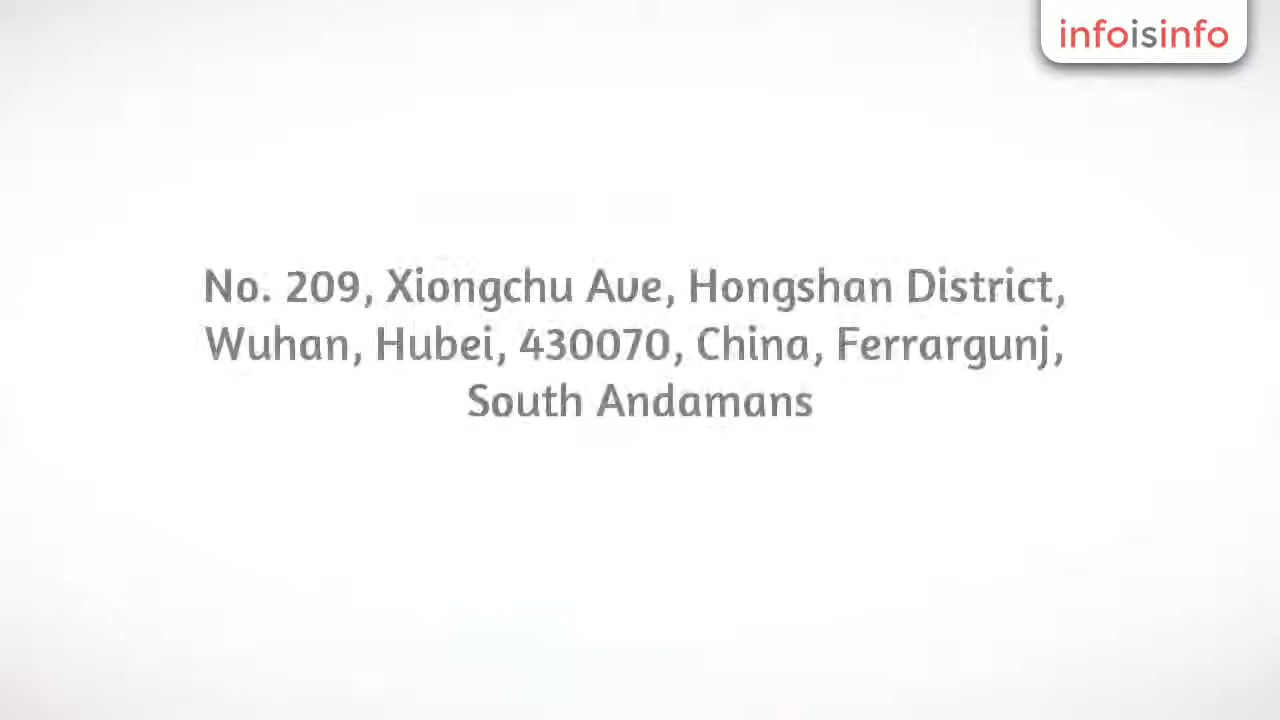 infoisinfo
No. 209, Xiongchu Ave, Hongshan District,
Wuhan, Hubei, 430070, China, Ferrargunj,
South Andamans